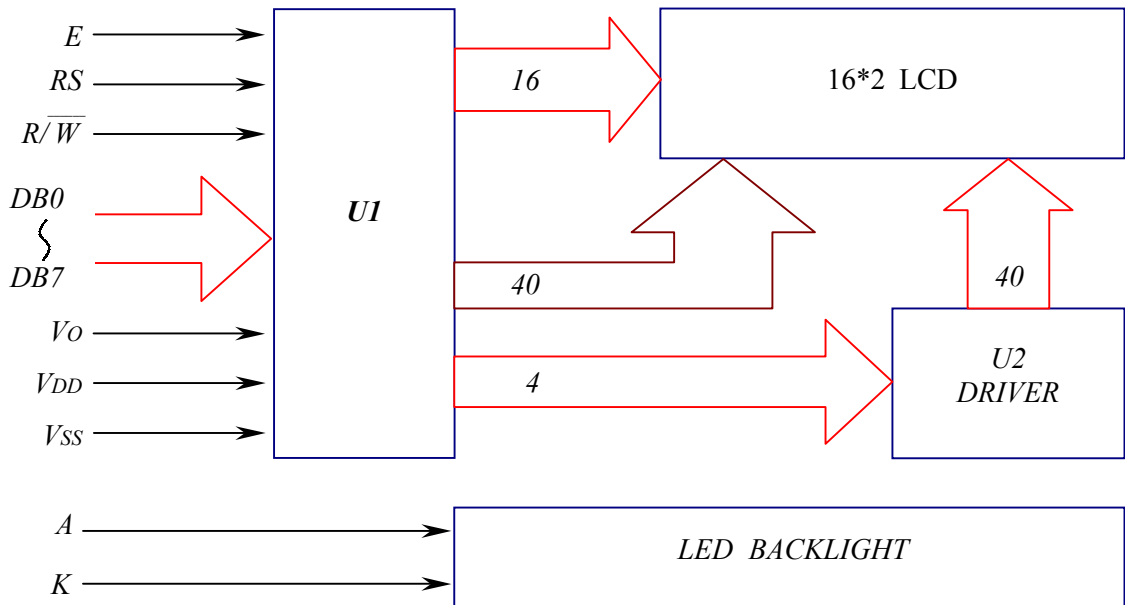 E
RS
R/W̅
DB0
DB7
VO
VDD
VSS
U1
16
16*2 LCD
40
40
4
U2
DRIVER
A
K
LED BACKLIGHT